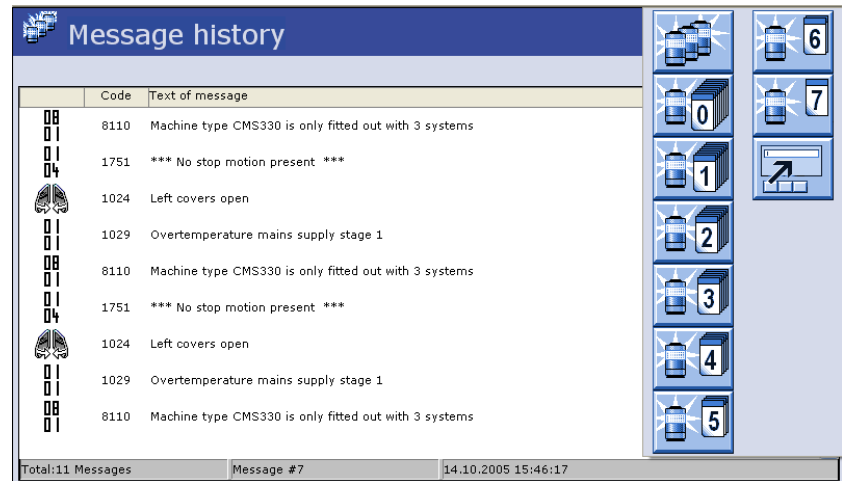 Message history
Code Text of message
08
01 8110 Machine type CMS330 is only fitted out with 3 systems
01
04 1751 *** No stop motion present ***
1024 Left covers open
01
01 1029 Overtemperature mains supply stage 1
08
01 8110 Machine type CMS330 is only fitted out with 3 systems
01
04 1751 *** No stop motion present ***
1024 Left covers open
01
01 1029 Overtemperature mains supply stage 1
08
01 8110 Machine type CMS330 is only fitted out with 3 systems
Total:11 Messages Message #7 14.10.2005 15:46:17
6
0
7
1
2
3
4
5